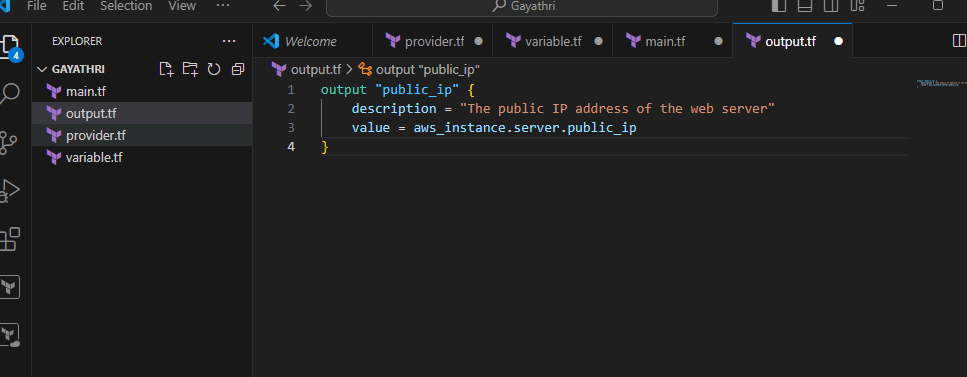 File Edit Selection View ··· Gayathri
EXPLORER ···
Welcome provider.tf variable.tf main.tf output.tf
4
GAYATHRI
output.tf > output "public_ip"
main.tf
output.tf
provider.tf
variable.tf
1 output "public_ip" {
2 description = "The public IP address of the web server"
3 value = aws_instance.server.public_ip
4 }